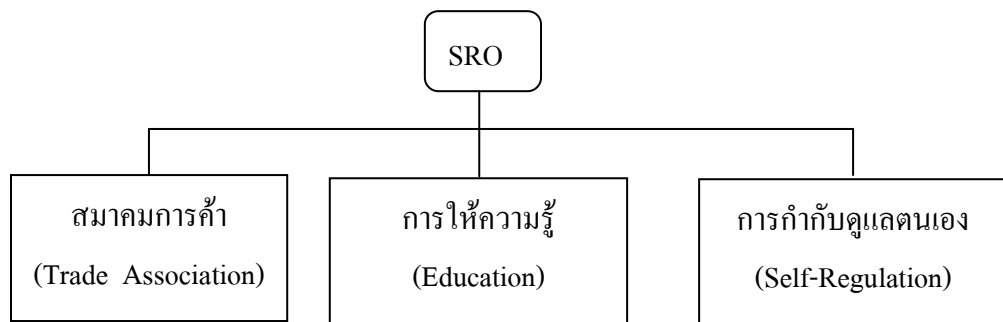 SRO
สมาคมการค้า
(Trade Association)
การให้ความรู้
(Education)
การกำกับดูแลตนเอง
(Self-Regulation)